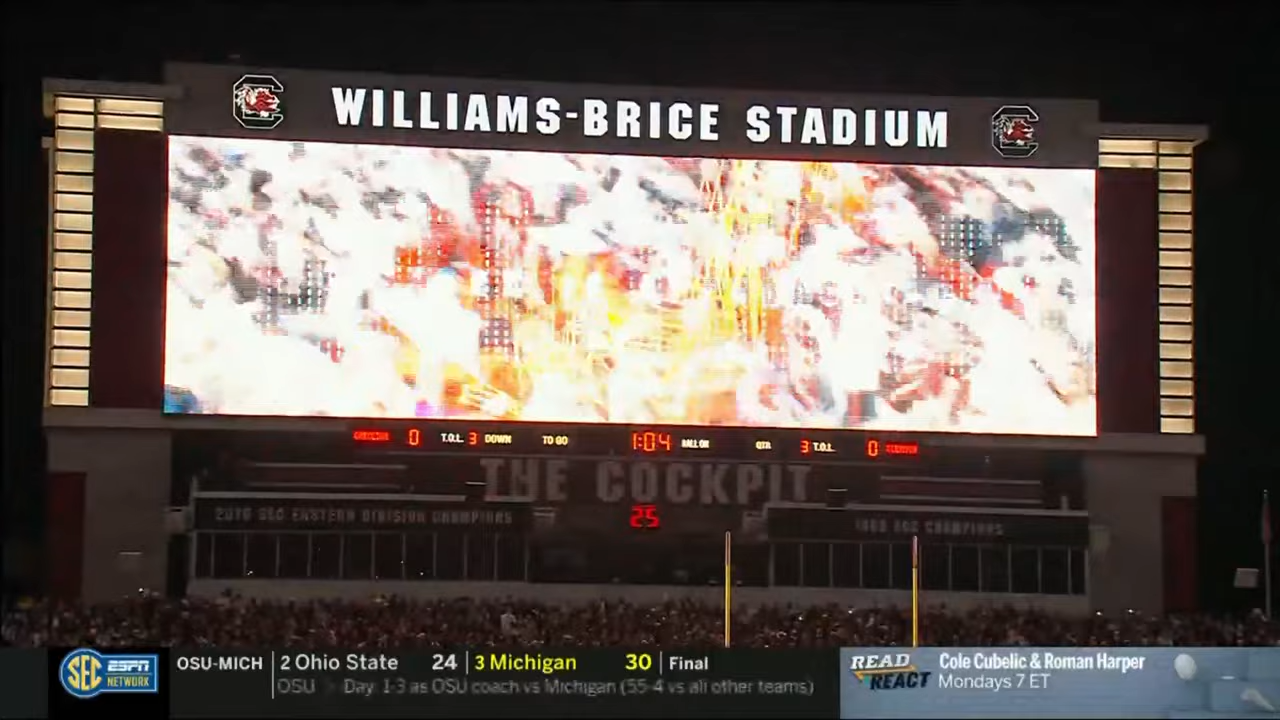 WILLIAMS-BRICE STADIUM
0 T.O.L. 3 DOWN TO GO 1:04 BALL ON QTR 3 T.O.L. 0 CLEMSON
THE COCKPIT
25
2010 SEC EASTERN DIVISION CHAMPIONS
1969 ACC CHAMPIONS
SEC ESPN NETWORK
OSU-MICH
2 Ohio State 24
3 Michigan 30
Final
OSU Day: 1-3 as OSU coach vs Michigan (55-4 vs all other teams)
READ REACT
Cole Cubelic & Roman Harper
Mondays 7 ET